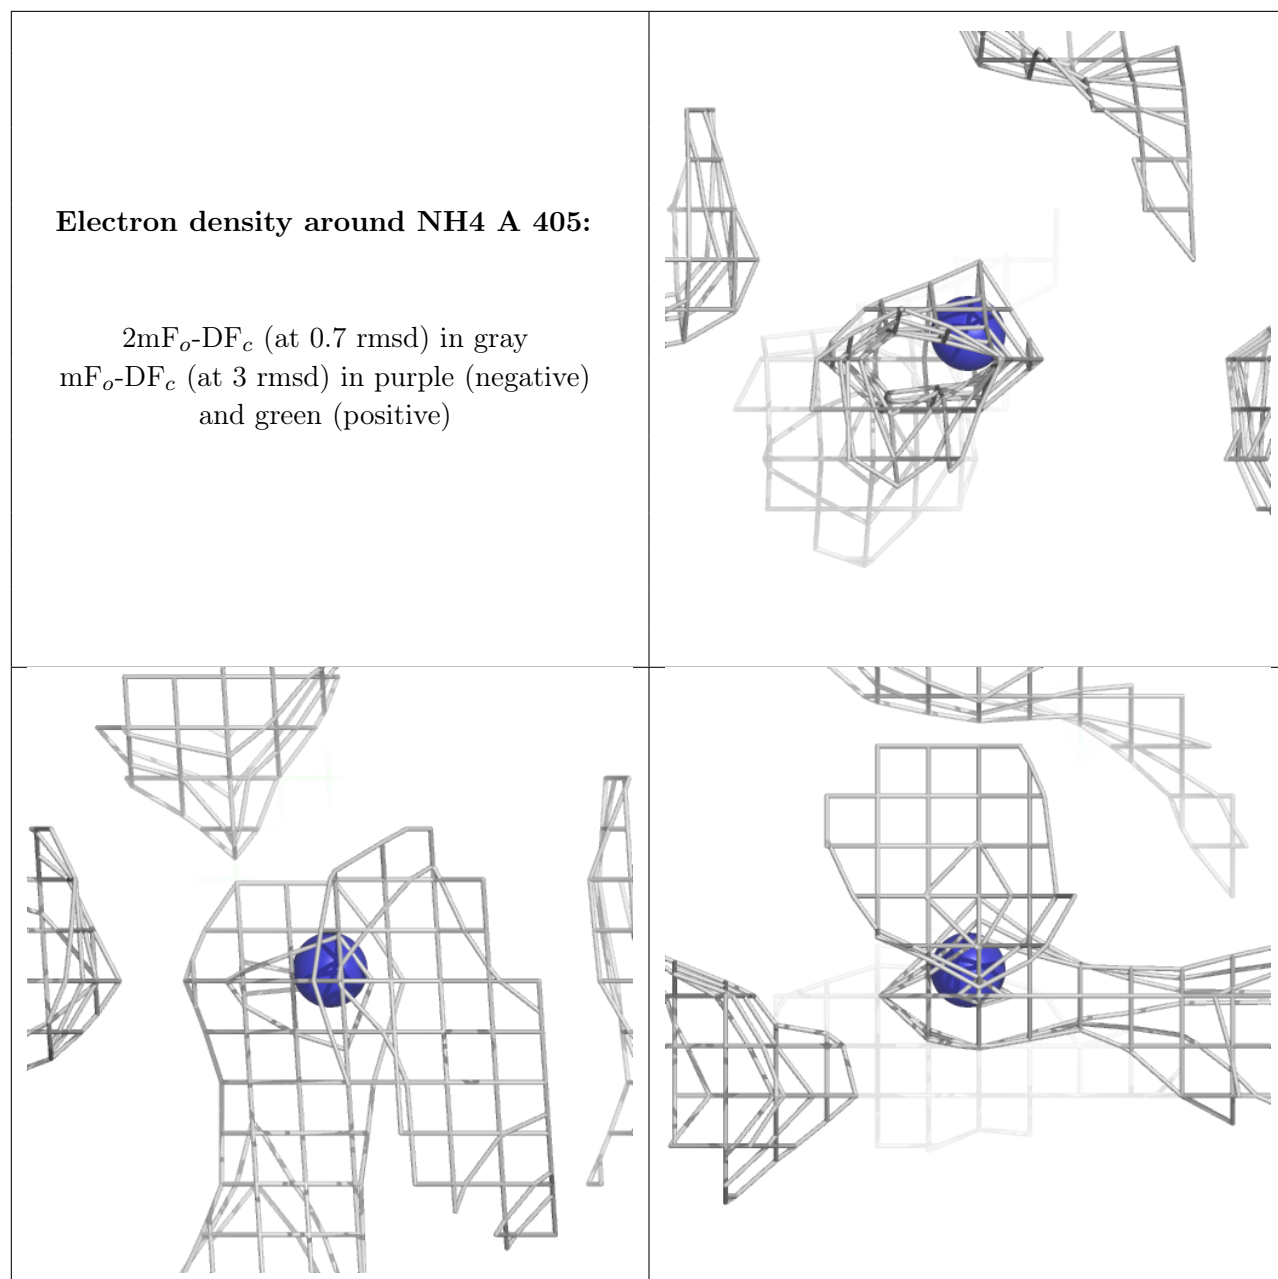 Electron density around NH4 A 405:
2mFo-DFc (at 0.7 rmsd) in gray
mFo-DFc (at 3 rmsd) in purple (negative)
and green (positive)